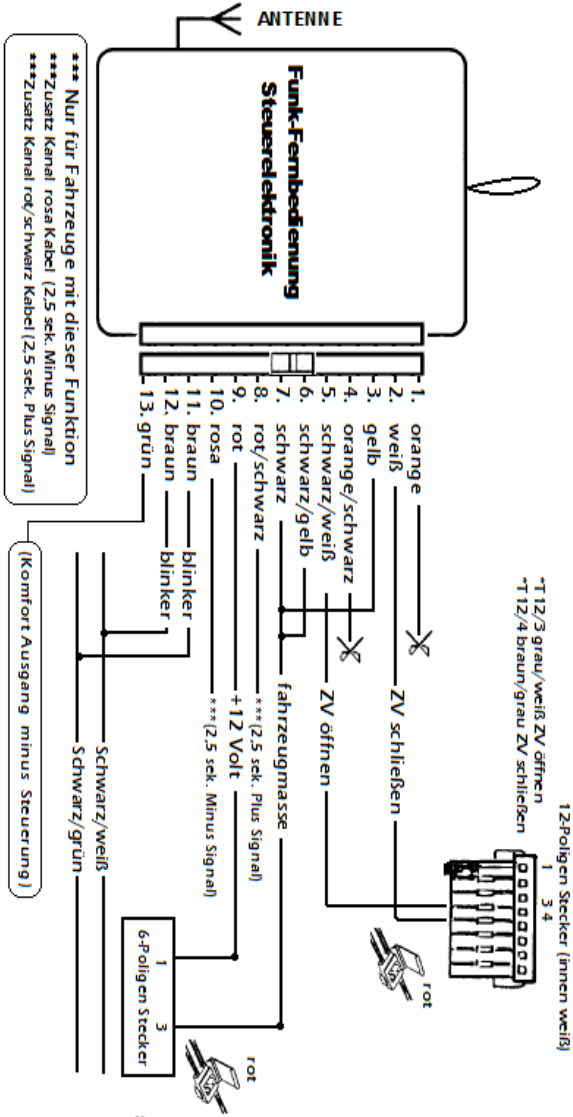 ANTENNE
Funk-Fernbedienung
Steuerelektronik
*** Nur für Fahrzeuge mit dieser Funktion
***Zusatz Kanal rosa Kabel (2,5 sek. Minus Signal)
***Zusatz Kanal rot/schwarz Kabel (2,5 sek. Plus Signal)
1. orange
2. weiß
3. gelb
4. orange/schwarz
5. schwarz/weiß
6. schwarz/gelb
7. schwarz
8. rot/schwarz
9. rot
10. rosa
11. braun
12. braun
13. grün
blinker
blinker
ZV schließen
ZV öffnen
fahrzeugmasse
***(2,5 sek. Plus Signal)
+12 Volt
***(2,5 sek. Minus Signal)
Schwarz/weiß
Schwarz/grün
(Komfort Ausgang minus Steuerung)
12-Poligen Stecker (innen weiß)
*T 12/3 grau/weiß ZV öffnen
*T 12/4 braun/grau ZV schließen
1 3 4
rot
1 3
6-Poligen Stecker
rot